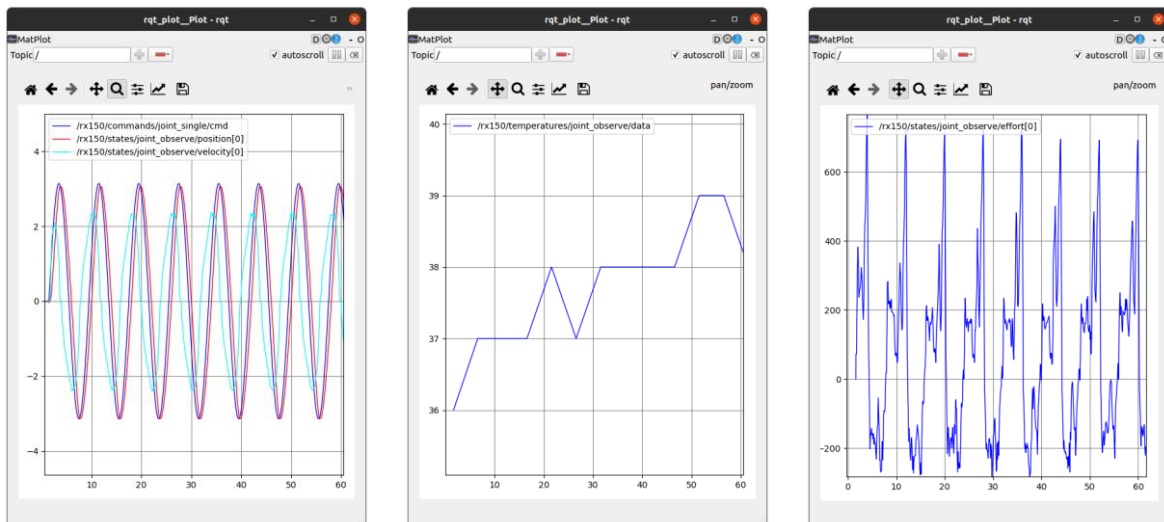 rqt_plot__Plot - rqt
MatPlot
D
- O
Topic /
autoscroll
/rx150/commands/joint_single/cmd
/rx150/states/joint_observe/position[0]
/rx150/states/joint_observe/velocity[0]
4
2
0
−2
−4
10 20 30 40 50 60
rqt_plot__Plot - rqt
MatPlot
D
- O
Topic /
autoscroll
pan/zoom
/rx150/temperatures/joint_observe/data
40
39
38
37
36
10 20 30 40 50 60
rqt_plot__Plot - rqt
MatPlot
D
- O
Topic /
autoscroll
pan/zoom
/rx150/states/joint_observe/effort[0]
600
400
200
0
−200
0 10 20 30 40 50 60